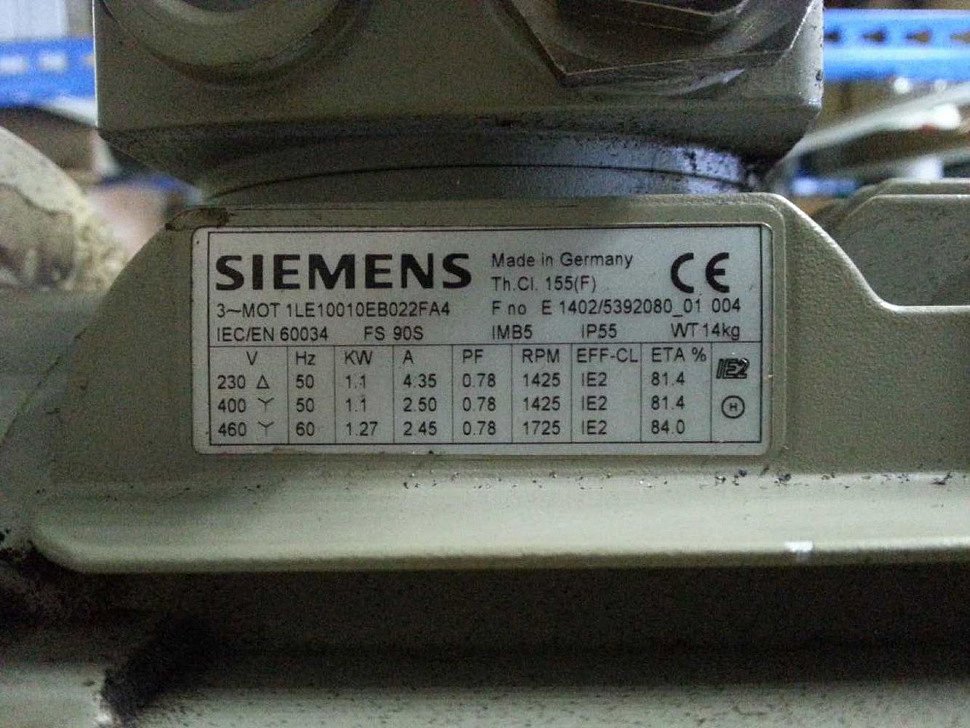 SIEMENS Made in Germany CE
Th.Cl. 155(F)
3~MOT 1LE10010EB022FA4 F no E 1402/5392080_01 004
IEC/EN 60034 FS 90S IMB5 IP55 WT 14kg
V Hz KW A PF RPM EFF-CL ETA %
230 △ 50 1.1 4.35 0.78 1425 IE2 81.4 IE2
400 Y 50 1.1 2.50 0.78 1425 IE2 81.4 H
460 Y 60 1.27 2.45 0.78 1725 IE2 84.0